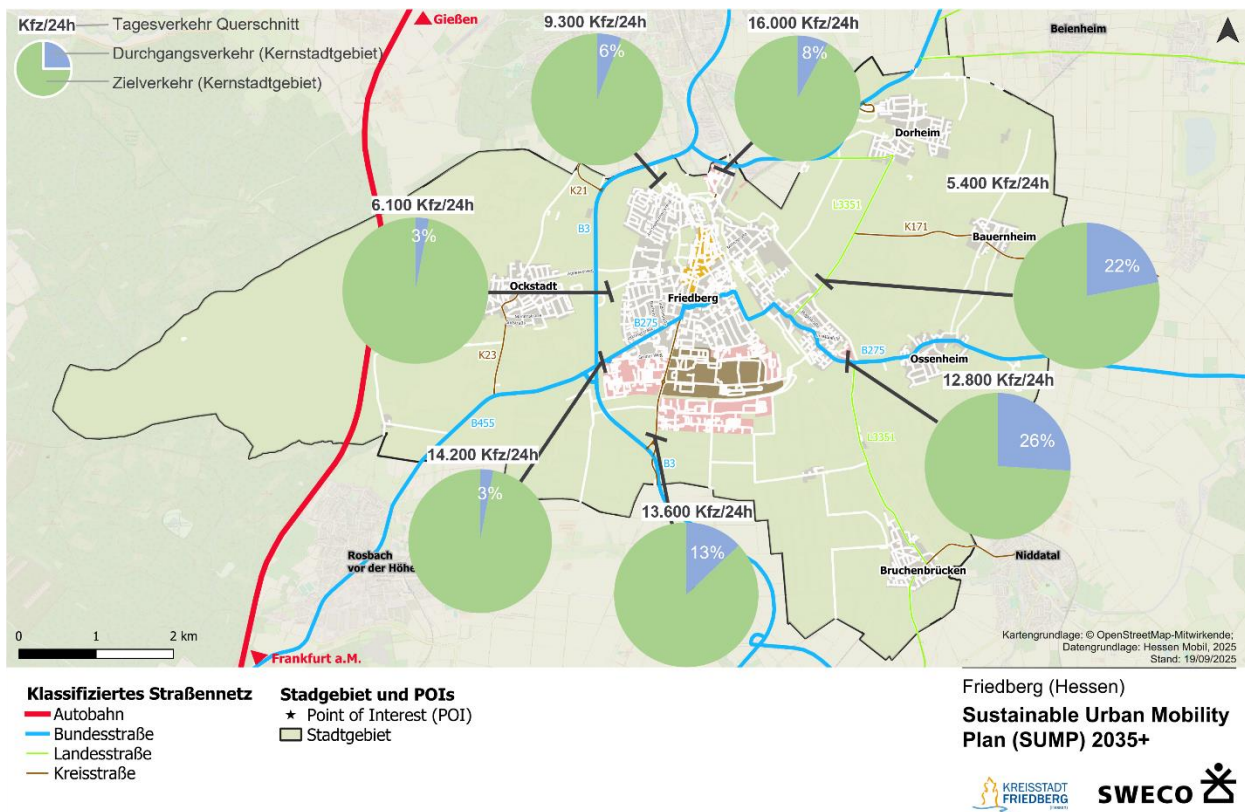 Kfz/24h
Tagesverkehr Querschnitt
Durchgangsverkehr (Kernstadtgebiet)
Zielverkehr (Kernstadtgebiet)
Gießen
9.300 Kfz/24h
6%
16.000 Kfz/24h
8%
Beienheim
Dorheim
K21
5.400 Kfz/24h
6.100 Kfz/24h
3%
B3
L3351
K171
Bauernheim
22%
Ockstadt
Friedberg
B275
B275
Ossenheim
K23
12.800 Kfz/24h
26%
B455
L3351
14.200 Kfz/24h
3%
B3
13.600 Kfz/24h
13%
Rosbach
vor der Höhe
Bruchenbrücken
Niddatal
0 1 2 km
Frankfurt a.M.
Kartengrundlage: © OpenStreetMap-Mitwirkende;
Datengrundlage: Hessen Mobil, 2025
Stand: 19/09/2025
Klassifiziertes Straßennetz
Autobahn
Bundesstraße
Landesstraße
Kreisstraße
Stadgebiet und POIs
Point of Interest (POI)
Stadtgebiet
Friedberg (Hessen)
Sustainable Urban Mobility
Plan (SUMP) 2035+
KREISSTADT
FRIEDBERG
SWECO